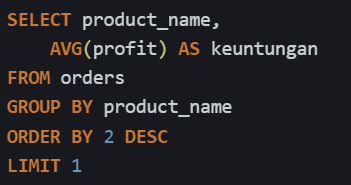 SELECT product_name,
    AVG(profit) AS keuntungan
FROM orders
GROUP BY product_name
ORDER BY 2 DESC
LIMIT 1